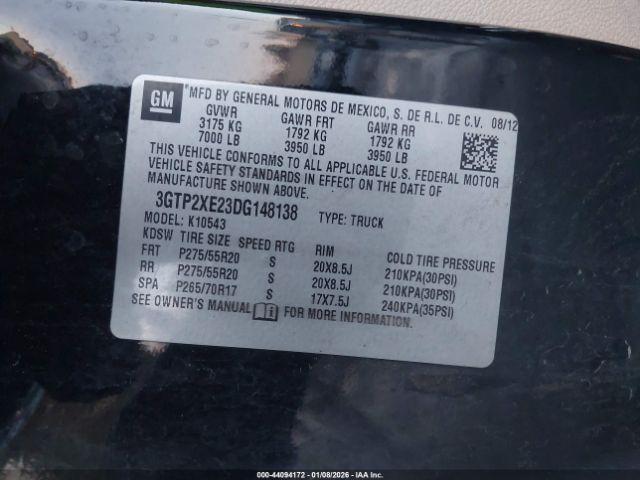 GM
"MFD BY GENERAL MOTORS DE MEXICO, S. DE R.L. DE C.V. 08/12
GVWR GAWR FRT GAWR RR
3175 KG 1792 KG 1792 KG
7000 LB 3950 LB 3950 LB
THIS VEHICLE CONFORMS TO ALL APPLICABLE U.S. FEDERAL MOTOR
VEHICLE SAFETY STANDARDS IN EFFECT ON THE DATE OF
MANUFACTURE SHOWN ABOVE.
3GTP2XE23DG148138 TYPE: TRUCK
MODEL: K10543
KDSW TIRE SIZE SPEED RTG RIM COLD TIRE PRESSURE
FRT P275/55R20 S 20X8.5J 210KPA(30PSI)
RR P275/55R20 S 20X8.5J 210KPA(30PSI)
SPA P265/70R17 S 17X7.5J 240KPA(35PSI)
SEE OWNER'S MANUAL i FOR MORE INFORMATION.
000-44094172 | 01/08/2026 - IAA Inc.